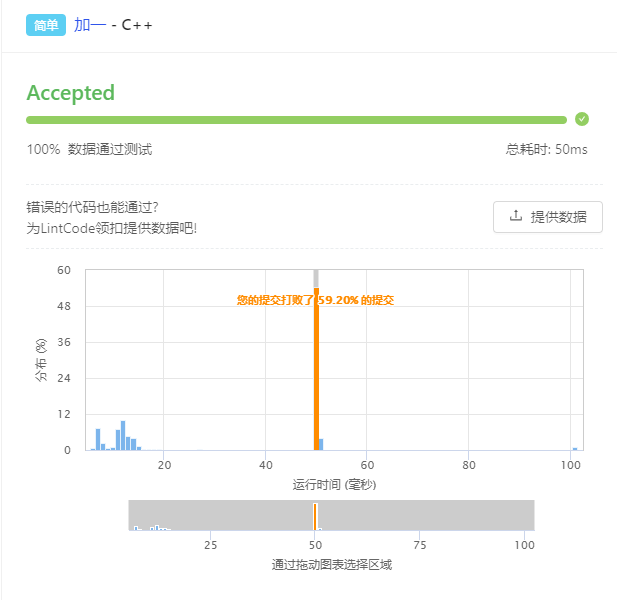 简单 加一 - C++
Accepted
100% 数据通过测试 总耗时: 50ms
错误的代码也能通过?
为LintCode领扣提供数据吧!
提供数据
60
48
36
24
12
0
分布 (%)
您的提交打败了 59.20% 的提交
20 40 60 80 100
运行时间 (毫秒)
25 50 75 100
通过拖动图表选择区域